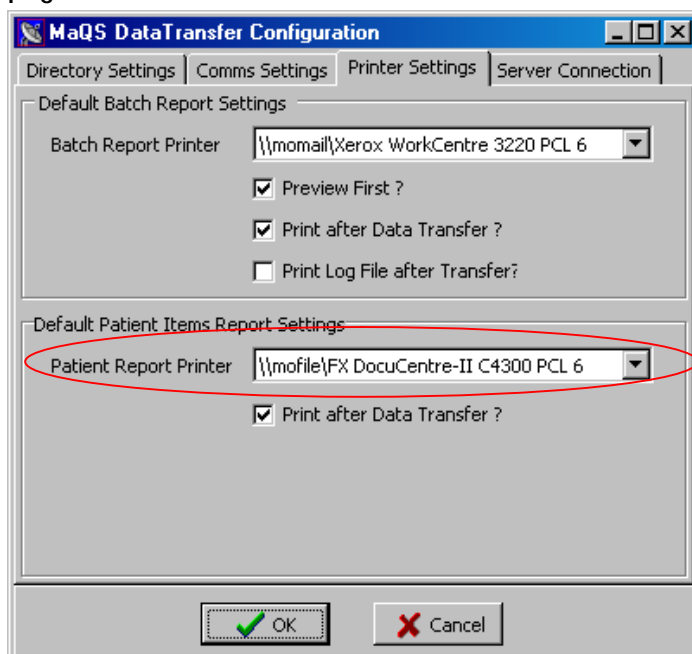 MaQS DataTransfer Configuration
Directory Settings Comms Settings Printer Settings Server Connection
Default Batch Report Settings
Batch Report Printer \\momail\Xerox WorkCentre 3220 PCL 6
Preview First ?
Print after Data Transfer ?
Print Log File after Transfer?
Default Patient Items Report Settings
Patient Report Printer \\mofile\FX DocuCentre-II C4300 PCL 6
Print after Data Transfer ?
OK Cancel